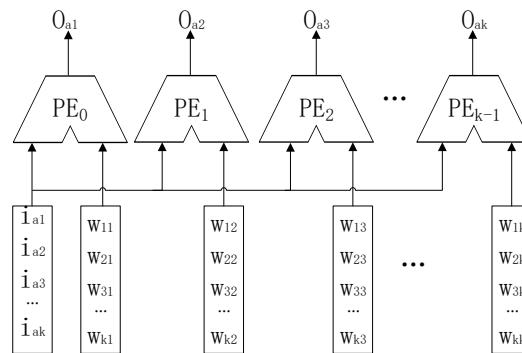 Oa1 Oa2 Oa3 Oak
PE0 PE1 PE2 ... PEk-1
ia1 w11 w12 w13 w1k
ia2 w21 w22 w23 w2k
ia3 w31 w32 w33 ... w3k
... ... ... ... ...
iak wk1 wk2 wk3 wkk